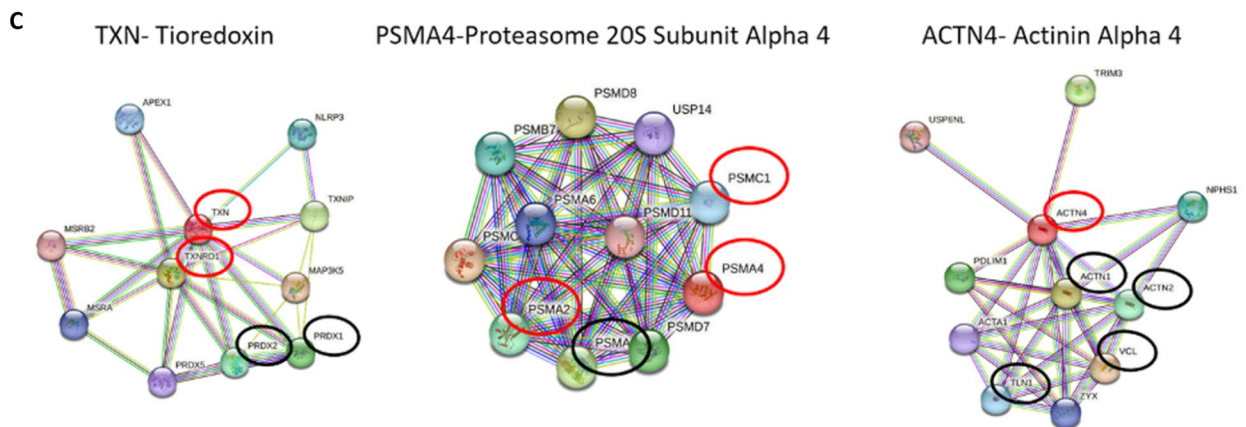 C
TXN- Tioredoxin
PSMA4-Proteasome 20S Subunit Alpha 4
ACTN4- Actinin Alpha 4
APEX1
NLRP3
TXN
TXNIP
MSRB2
TXNRD1
MAP3K5
MSRA
PRDX2
PRDX1
PRDX5
PSMD8
USP14
PSMB7
PSMC1
PSMA6
PSMD11
PSMC
PSMA4
PSMA2
PSMD7
PSMA
TRIM3
USP6NL
NPHS1
ACTN4
PDLIM1
ACTN1
ACTN2
ACTA1
VCL
TLN1
ZYX